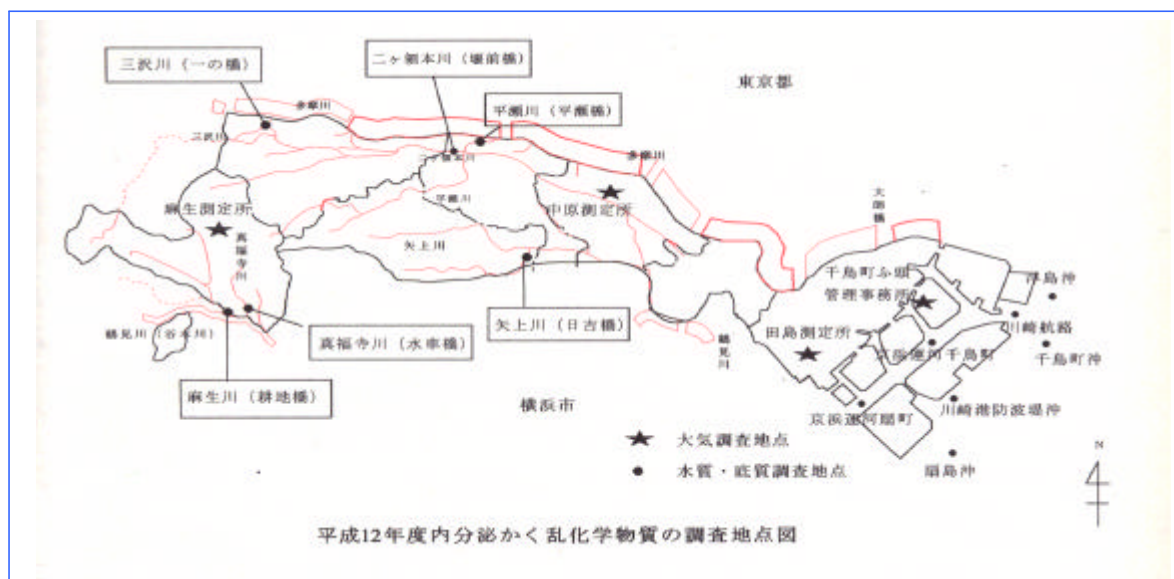 三沢川（一の橋）
二ヶ領本川（堰前橋）
平瀬川（平瀬橋）
東京都
多摩川
三沢川
二ヶ領本川
多摩川
大師橋
麻生測定所
平瀬川
中原測定所
真福寺川
矢上川
千鳥町ふ頭
管理事務所
浮島沖
鶴見川（谷本川）
真福寺川（水車橋）
矢上川（日吉橋）
鶴見川
田島測定所
京浜運河千鳥町
川崎航路
千鳥町沖
麻生川（耕地橋）
横浜市
京浜運河扇町
川崎港防波堤沖
大気調査地点
水質・底質調査地点
扇島沖
N
平成12年度内分泌かく乱化学物質の調査地点図